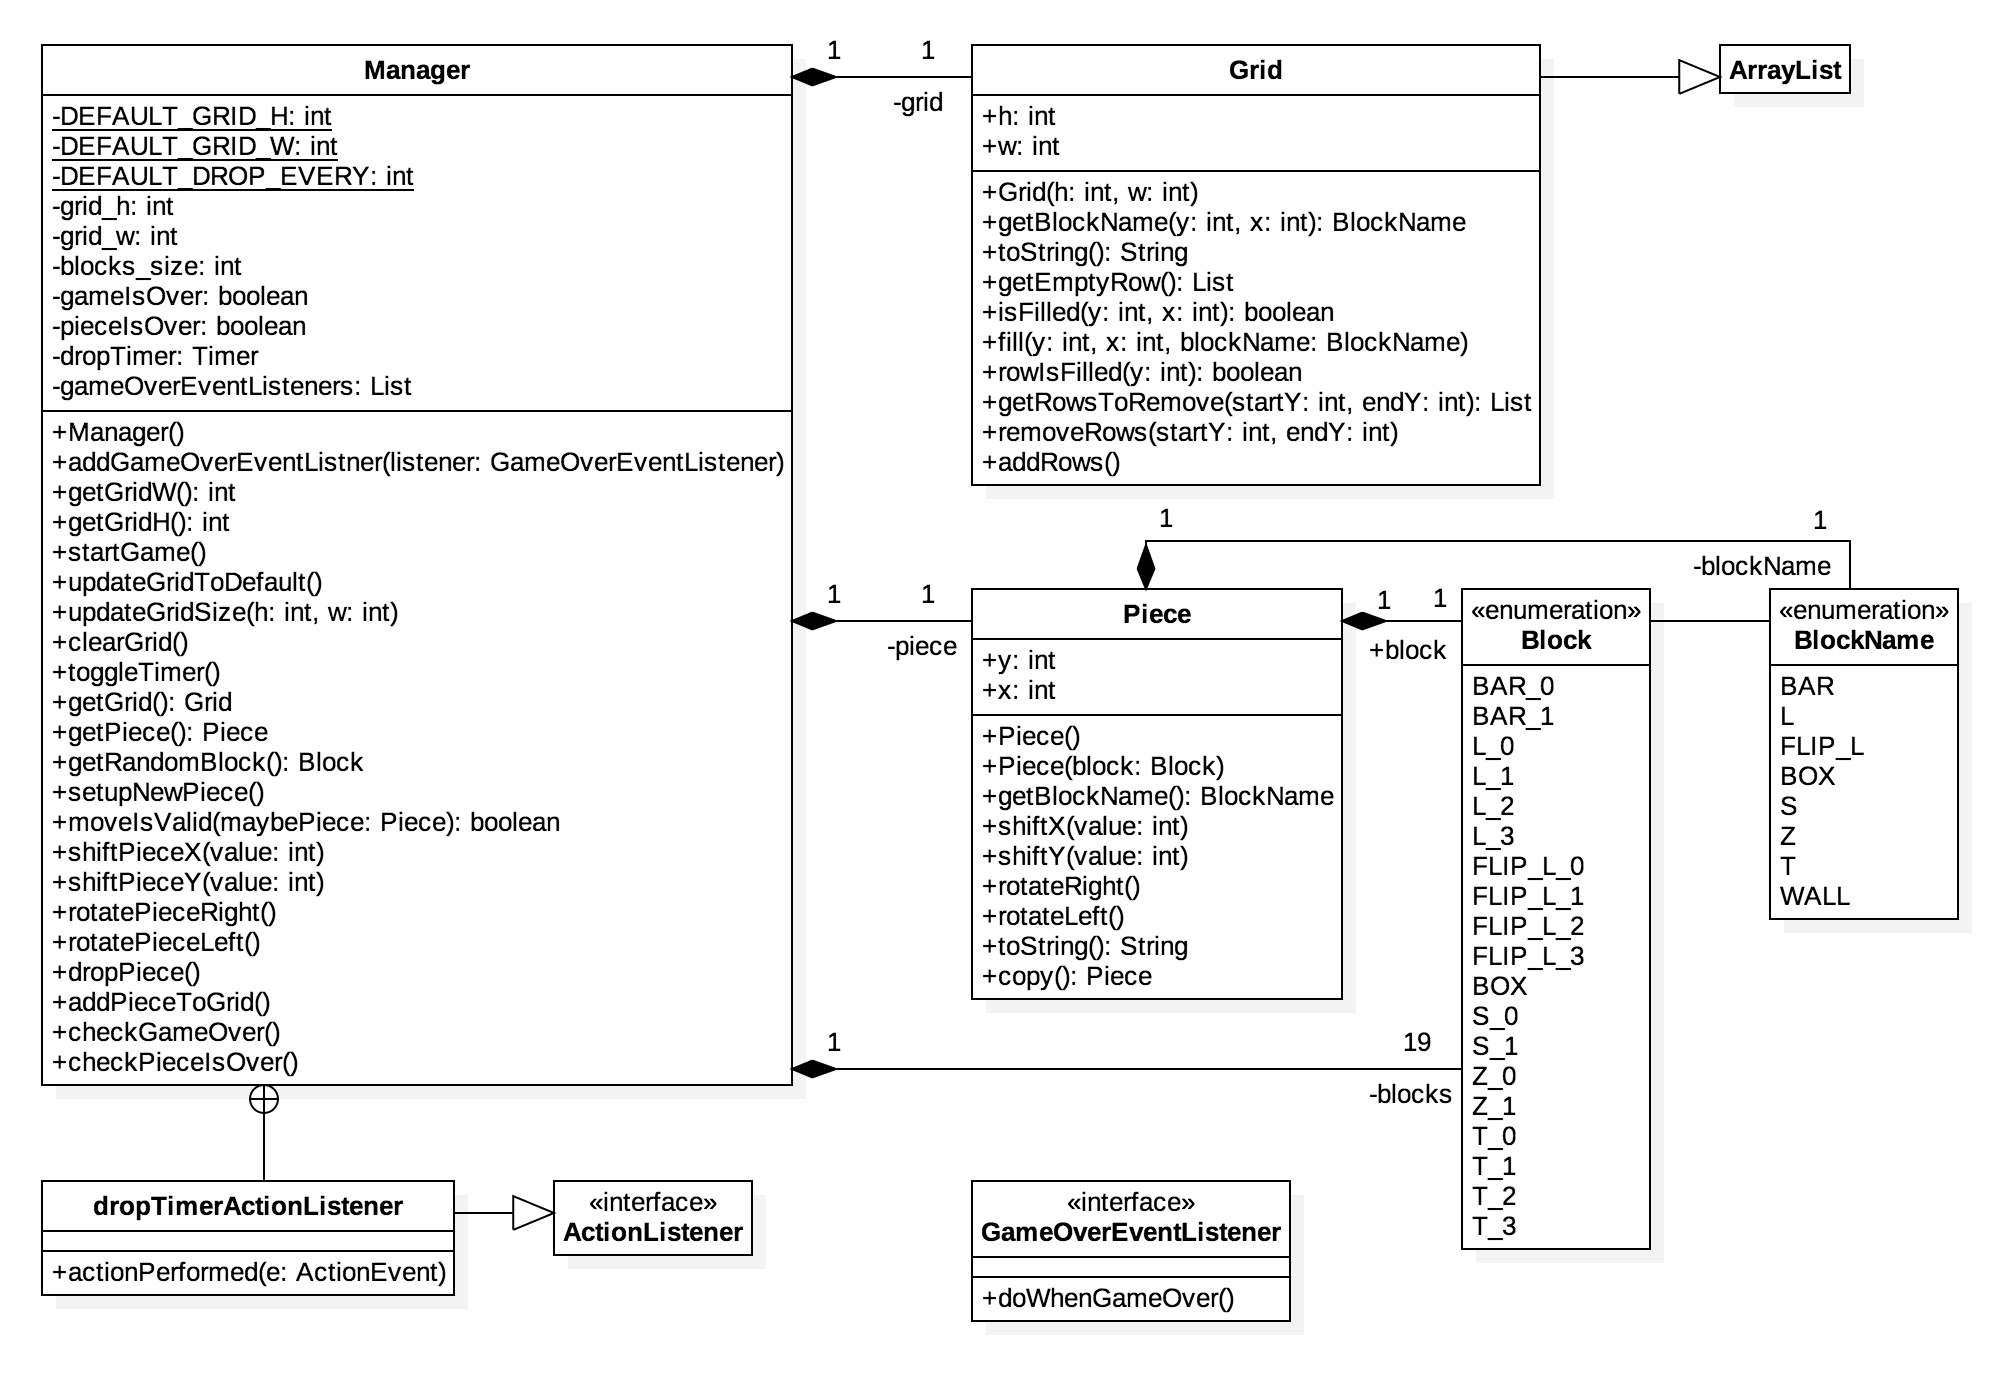 Manager
-DEFAULT_GRID_H: int
-DEFAULT_GRID_W: int
-DEFAULT_DROP_EVERY: int
-grid_h: int
-grid_w: int
-blocks_size: int
-gameIsOver: boolean
-pieceIsOver: boolean
-dropTimer: Timer
-gameOverEventListeners: List
+Manager()
+addGameOverEventListner(listener: GameOverEventListener)
+getGridW(): int
+getGridH(): int
+startGame()
+updateGridToDefault()
+updateGridSize(h: int, w: int)
+clearGrid()
+toggleTimer()
+getGrid(): Grid
+getPiece(): Piece
+getRandomBlock(): Block
+setupNewPiece()
+moveIsValid(maybePiece: Piece): boolean
+shiftPieceX(value: int)
+shiftPieceY(value: int)
+rotatePieceRight()
+rotatePieceLeft()
+dropPiece()
+addPieceToGrid()
+checkGameOver()
+checkPieceIsOver()
1 1
-grid
Grid
+h: int
+w: int
+Grid(h: int, w: int)
+getBlockName(y: int, x: int): BlockName
+toString(): String
+getEmptyRow(): List
+isFilled(y: int, x: int): boolean
+fill(y: int, x: int, blockName: BlockName)
+rowIsFilled(y: int): boolean
+getRowsToRemove(startY: int, endY: int): List
+removeRows(startY: int, endY: int)
+addRows()
ArrayList
1 1
-blockName
1 1
-piece
Piece
+y: int
+x: int
+Piece()
+Piece(block: Block)
+getBlockName(): BlockName
+shiftX(value: int)
+shiftY(value: int)
+rotateRight()
+rotateLeft()
+toString(): String
+copy(): Piece
1 1
+block
«enumeration»
Block
BAR_0
BAR_1
L_0
L_1
L_2
L_3
FLIP_L_0
FLIP_L_1
FLIP_L_2
FLIP_L_3
BOX
S_0
S_1
Z_0
Z_1
T_0
T_1
T_2
T_3
«enumeration»
BlockName
BAR
L
FLIP_L
BOX
S
Z
T
WALL
1 19
-blocks
dropTimerActionListener
+actionPerformed(e: ActionEvent)
«interface»
ActionListener
«interface»
GameOverEventListener
+doWhenGameOver()